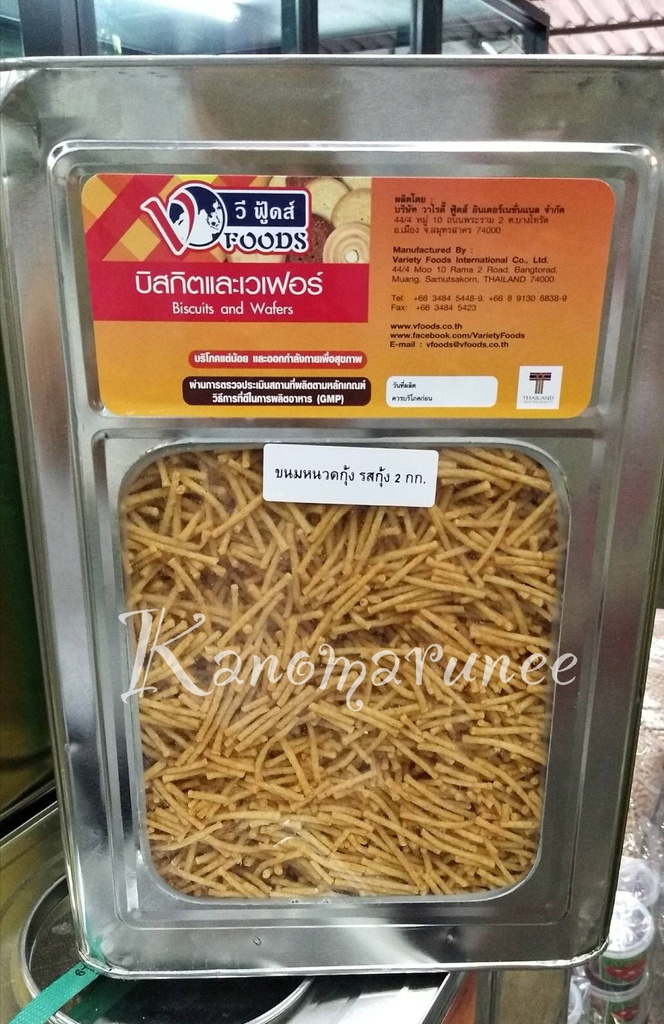 V วี ฟู้ดส์
FOODS
บิสกิตและเวเฟอร์
Biscuits and Wafers
บริโภคแต่น้อย และออกกำลังกายเพื่อสุขภาพ
ผ่านการตรวจประเมินสถานที่ผลิตตามหลักเกณฑ์
วิธีการที่ดีในการผลิตอาหาร (GMP)
ผลิตโดย :
บริษัท วาไรตี้ ฟู้ดส์ อินเตอร์เนชั่นแนล จำกัด
44/4 หมู่ 10 ถนนพระราม 2 ต.บางโทรัด
อ.เมือง จ.สมุทรสาคร 74000
Manufactured By :
Variety Foods International Co., Ltd.
44/4 Moo 10 Rama 2 Road. Bangtorad.
Muang. Samutsakorn, THAILAND 74000.
Tel: +66 3484 5448-9, +66 8 9130 8838-9
Fax: +66 3484 5423
www.vfoods.co.th
www.facebook.com/VarietyFoods
E-mail : vfoods@vfoods.co.th
วันที่ผลิต
ควรบริโภคก่อน
THAILAND
ขนมหนวดกุ้ง รสกุ้ง 2 กก.
Kanomarunee